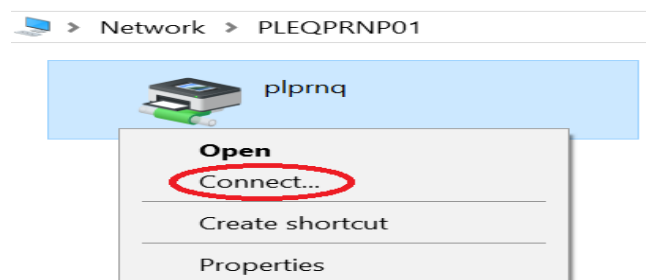 > Network > PLEQPRNP01
plprnq
Open
Connect...
Create shortcut
Properties